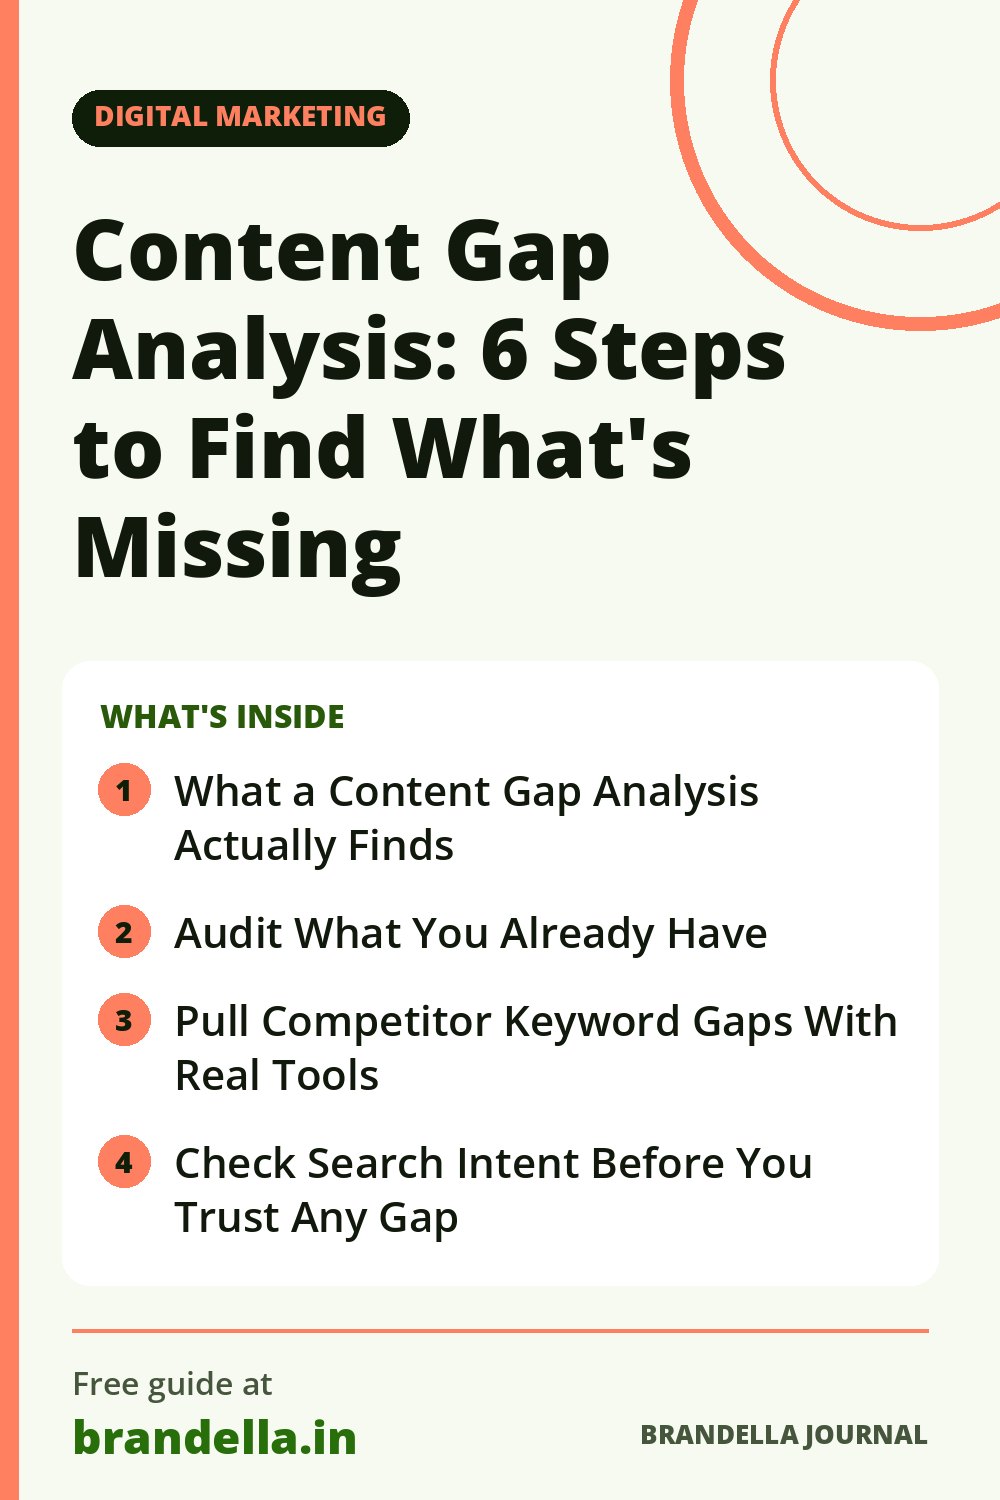 DIGITAL MARKETING
Content Gap
Analysis: 6 Steps
to Find What's
Missing
WHAT'S INSIDE
1 What a Content Gap Analysis
Actually Finds
2 Audit What You Already Have
3 Pull Competitor Keyword Gaps With
Real Tools
4 Check Search Intent Before You
Trust Any Gap
Free guide at
brandella.in
BRANDELLA JOURNAL